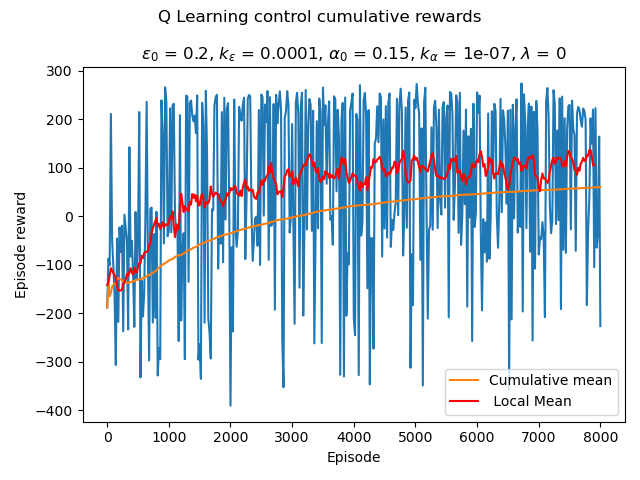 Q Learning control cumulative rewards
ε₀ = 0.2, kε = 0.0001, α₀ = 0.15, kα = 1e-07, λ = 0
300
200
100
0
−100
−200
−300
−400
Episode reward
Cumulative mean
Local Mean
0 1000 2000 3000 4000 5000 6000 7000 8000
Episode